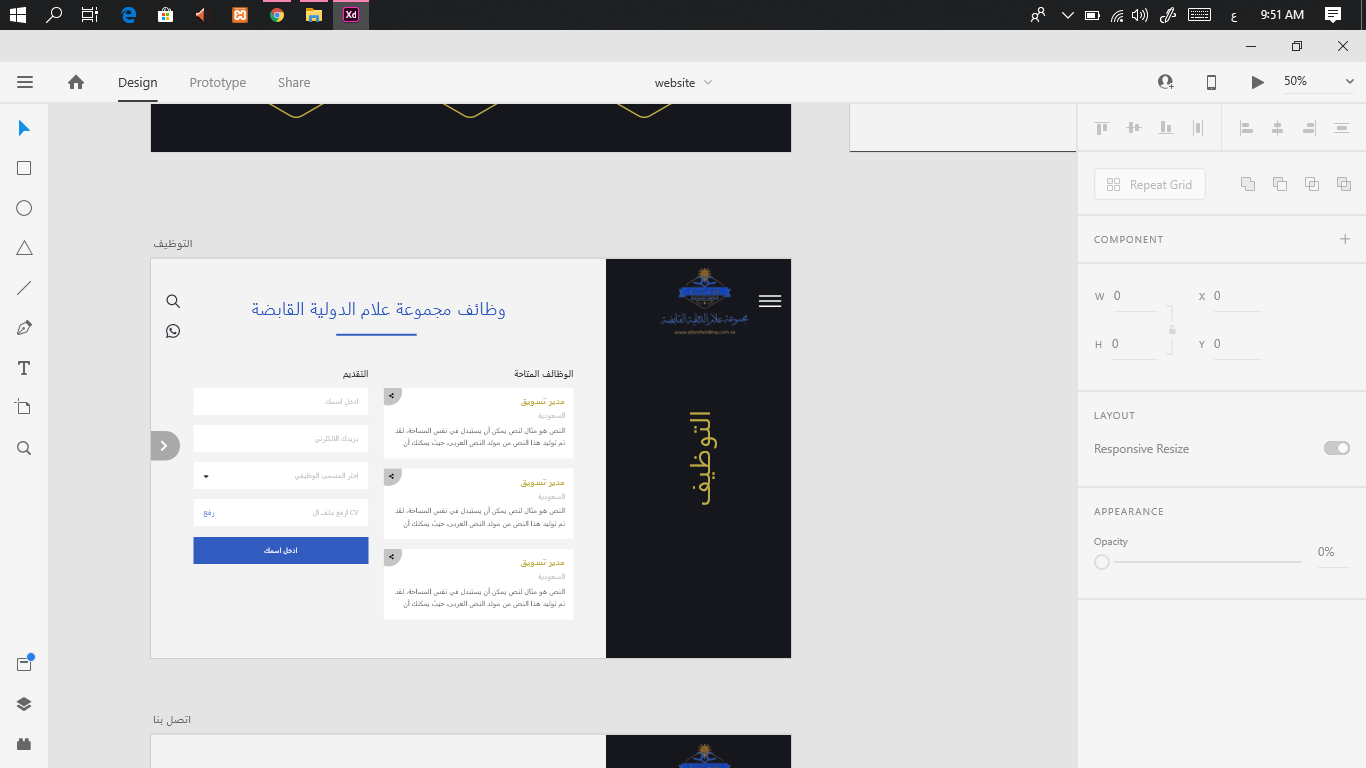 ع
9:51 AM
Design
Prototype
Share
website
50%
Repeat Grid
COMPONENT
W 0
X 0
H 0
Y 0
LAYOUT
Responsive Resize
APPEARANCE
Opacity
0%
التوظيف
مجموعة علام الدولية القابضة
وظائف مجموعة علام الدولية القابضة
التوظيف
الوظائف المتاحة
مدير تسويق
السعودية
النص هو مثال لنص يمكن أن يستبدل في نفس المساحة، لقد
تم توليد هذا النص من مولد النص العربى، حيث يمكنك أن
مدير تسويق
السعودية
النص هو مثال لنص يمكن أن يستبدل في نفس المساحة، لقد
تم توليد هذا النص من مولد النص العربى، حيث يمكنك أن
مدير تسويق
السعودية
النص هو مثال لنص يمكن أن يستبدل في نفس المساحة، لقد
تم توليد هذا النص من مولد النص العربى، حيث يمكنك أن
التقديم
ادخل اسمك
بريدك الالكتروني
اختر المسمى الوظيفي
ارفع ملف ال CV
رفع
ادخل اسمك
اتصل بنا
Xd